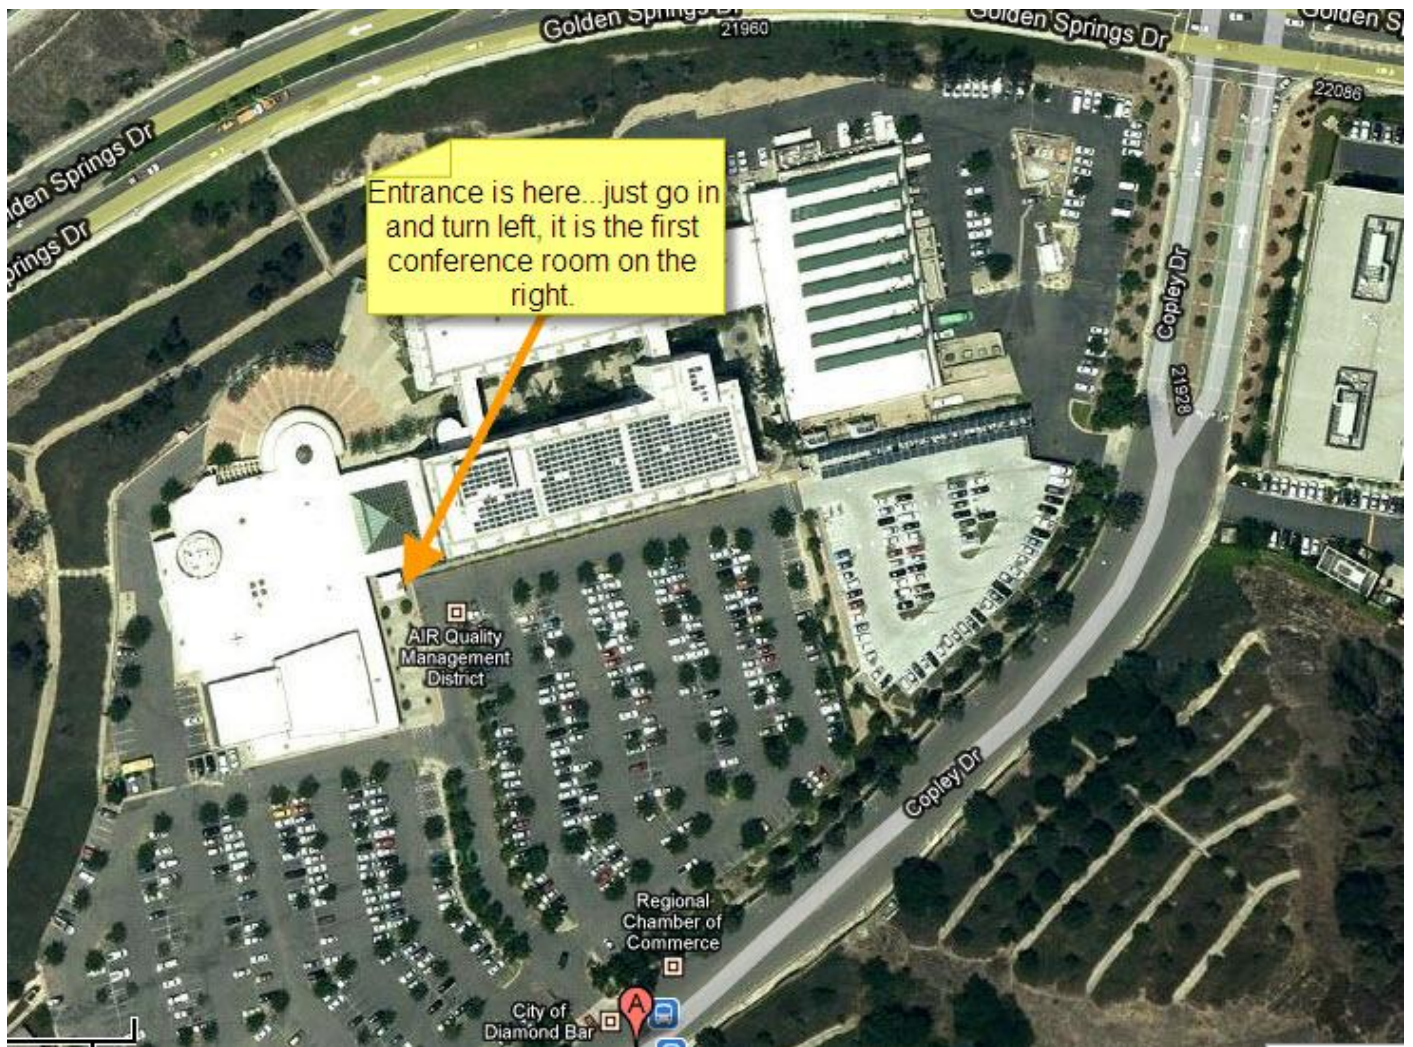 Golden Springs Dr
21960
Golden Springs Dr
Golden Sp
22086
lden Springs Dr
prings Dr
Entrance is here...just go in
and turn left, it is the first
conference room on the
right.
Copley Dr
21928
AIR Quality
Management
District
Copley Dr
Regional
Chamber of
Commerce
City of
Diamond Bar
A